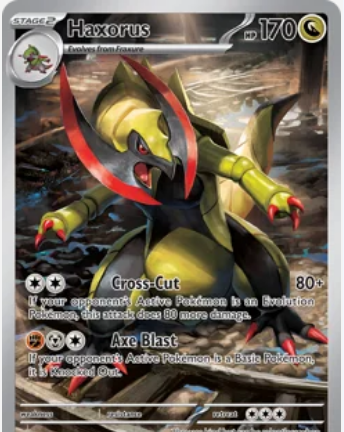 STAGE2
Haxorus
HP 170
Evolves from Fraxure
Cross-Cut 80+
If your opponent's Active Pokémon is an Evolution
Pokémon, this attack does 80 more damage.
Axe Blast
If your opponent's Active Pokémon is a Basic Pokémon,
it is Knocked Out.
weakness resistance retreat